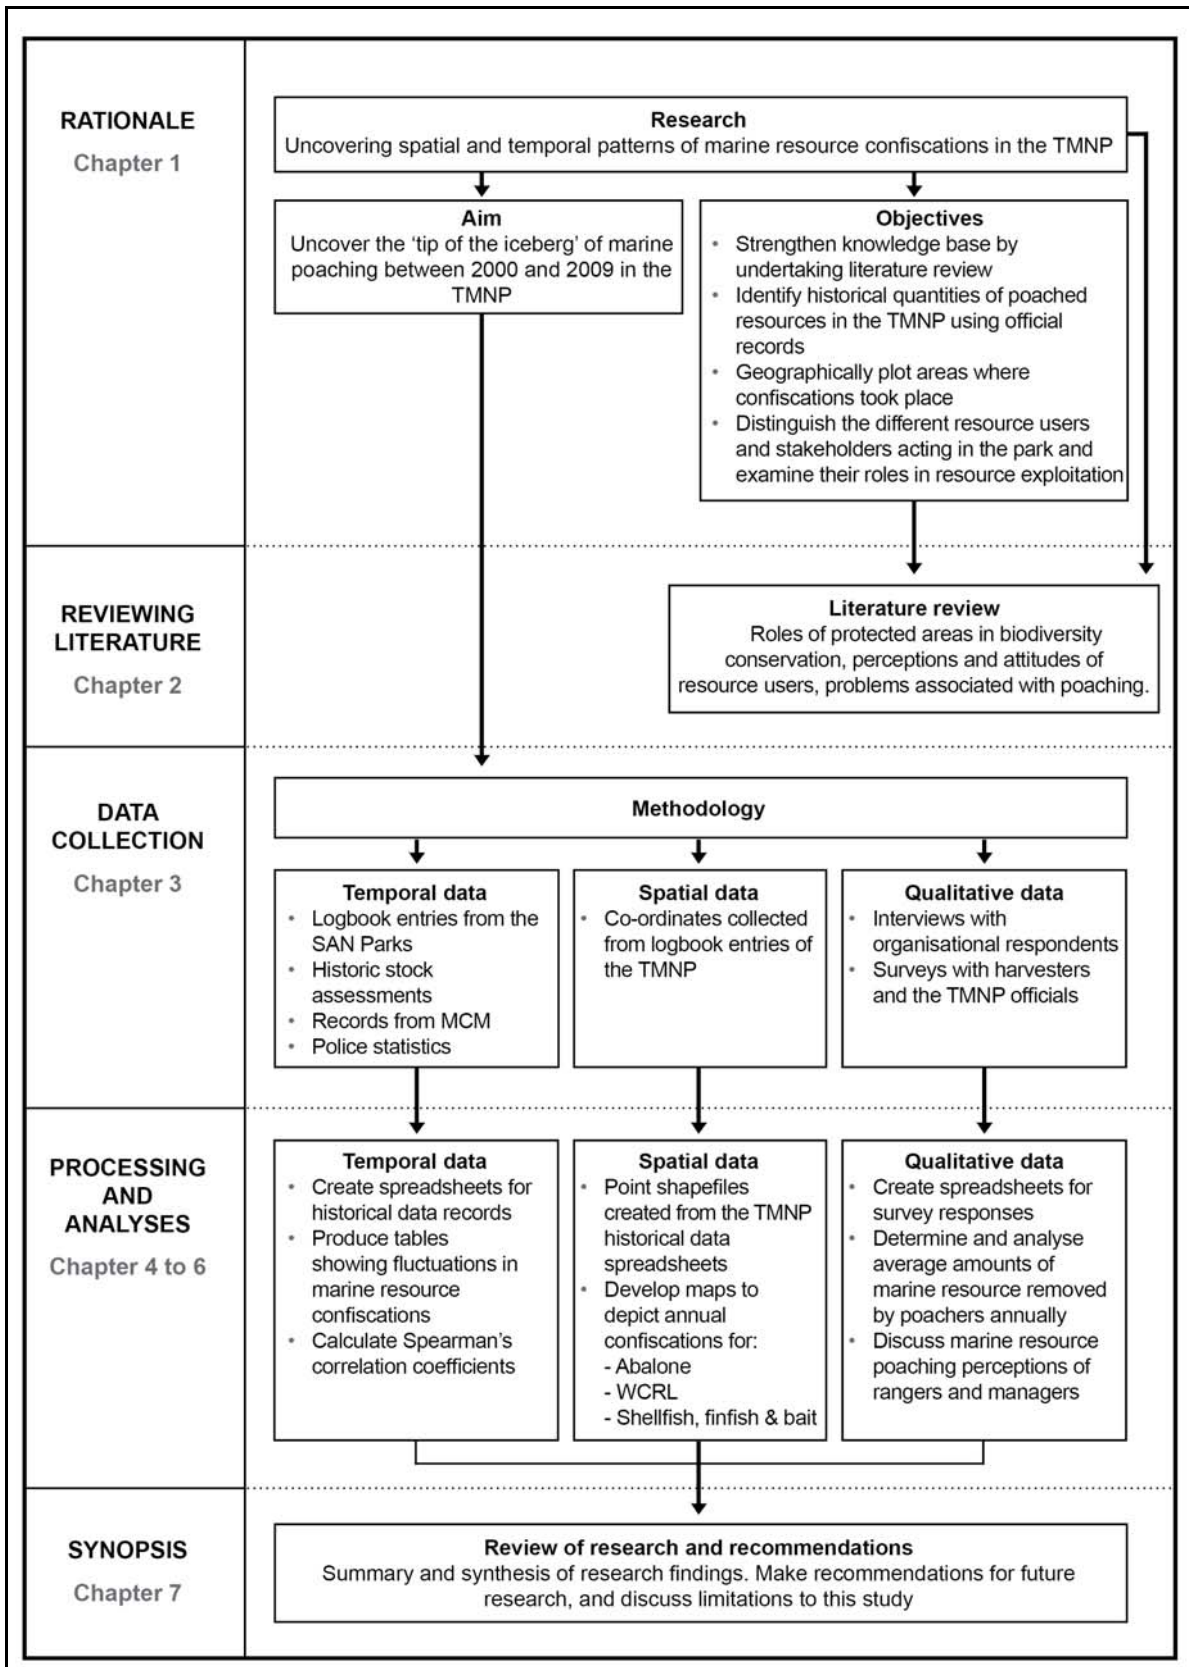 RATIONALE
Chapter 1
Research
Uncovering spatial and temporal patterns of marine resource confiscations in the TMNP
Aim
Uncover the ‘tip of the iceberg’ of marine
poaching between 2000 and 2009 in the
TMNP
Objectives
• Strengthen knowledge base by
undertaking literature review
• Identify historical quantities of poached
resources in the TMNP using official
records
• Geographically plot areas where
confiscations took place
• Distinguish the different resource users
and stakeholders acting in the park and
examine their roles in resource exploitation
REVIEWING
LITERATURE
Chapter 2
Literature review
Roles of protected areas in biodiversity
conservation, perceptions and attitudes of
resource users, problems associated with poaching.
DATA
COLLECTION
Chapter 3
Methodology
Temporal data
• Logbook entries from the
SAN Parks
• Historic stock
assessments
• Records from MCM
• Police statistics
Spatial data
• Co-ordinates collected
from logbook entries of
the TMNP
Qualitative data
• Interviews with
organisational respondents
• Surveys with harvesters
and the TMNP officials
PROCESSING
AND
ANALYSES
Chapter 4 to 6
Temporal data
• Create spreadsheets for
historical data records
• Produce tables
showing fluctuations in
marine resource
confiscations
• Calculate Spearman’s
correlation coefficients
Spatial data
• Point shapefiles
created from the TMNP
historical data
spreadsheets
• Develop maps to
depict annual
confiscations for:
- Abalone
- WCRL
- Shellfish, finfish & bait
Qualitative data
• Create spreadsheets for
survey responses
• Determine and analyse
average amounts of
marine resource removed
by poachers annually
• Discuss marine resource
poaching perceptions of
rangers and managers
SYNOPSIS
Chapter 7
Review of research and recommendations
Summary and synthesis of research findings. Make recommendations for future
research, and discuss limitations to this study